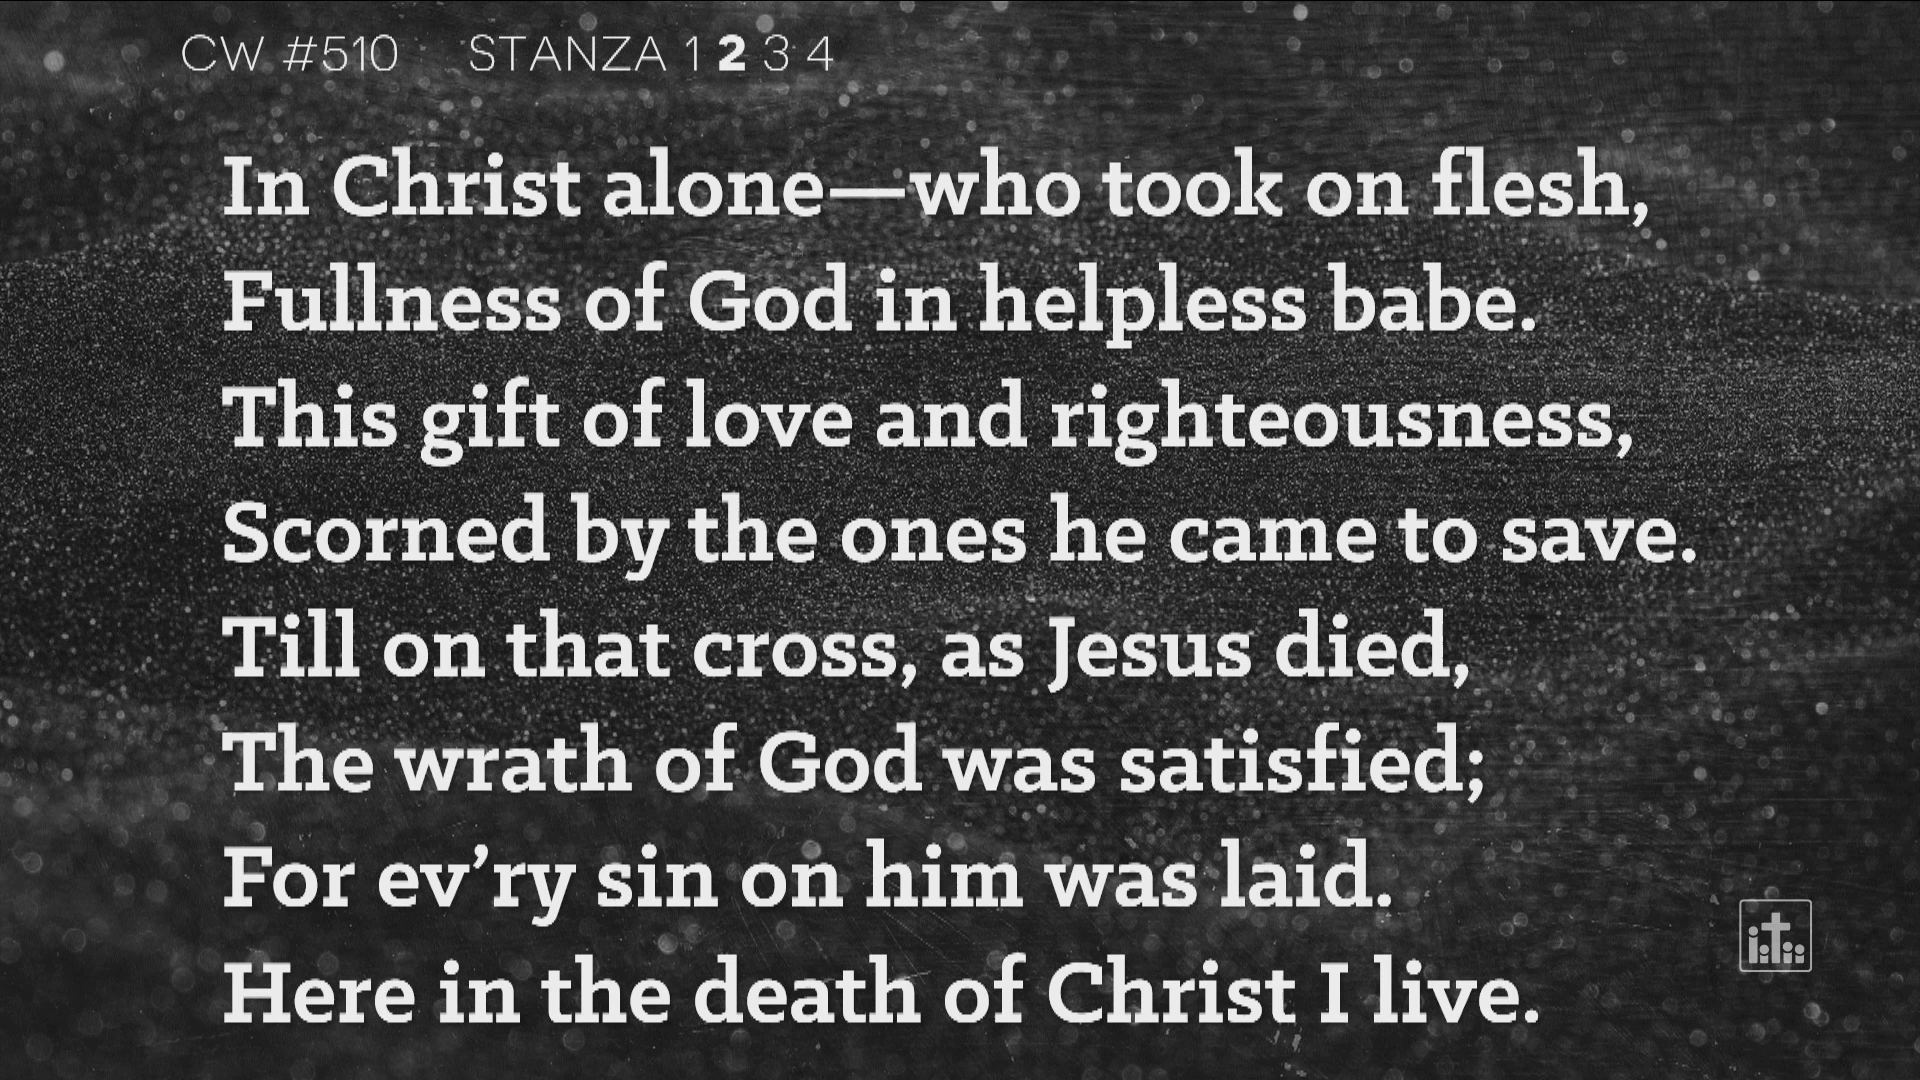 CW #510 STANZA 1 2 3 4
In Christ alone—who took on flesh,
Fullness of God in helpless babe.
This gift of love and righteousness,
Scorned by the ones he came to save.
Till on that cross, as Jesus died,
The wrath of God was satisfied;
For ev’ry sin on him was laid.
Here in the death of Christ I live.